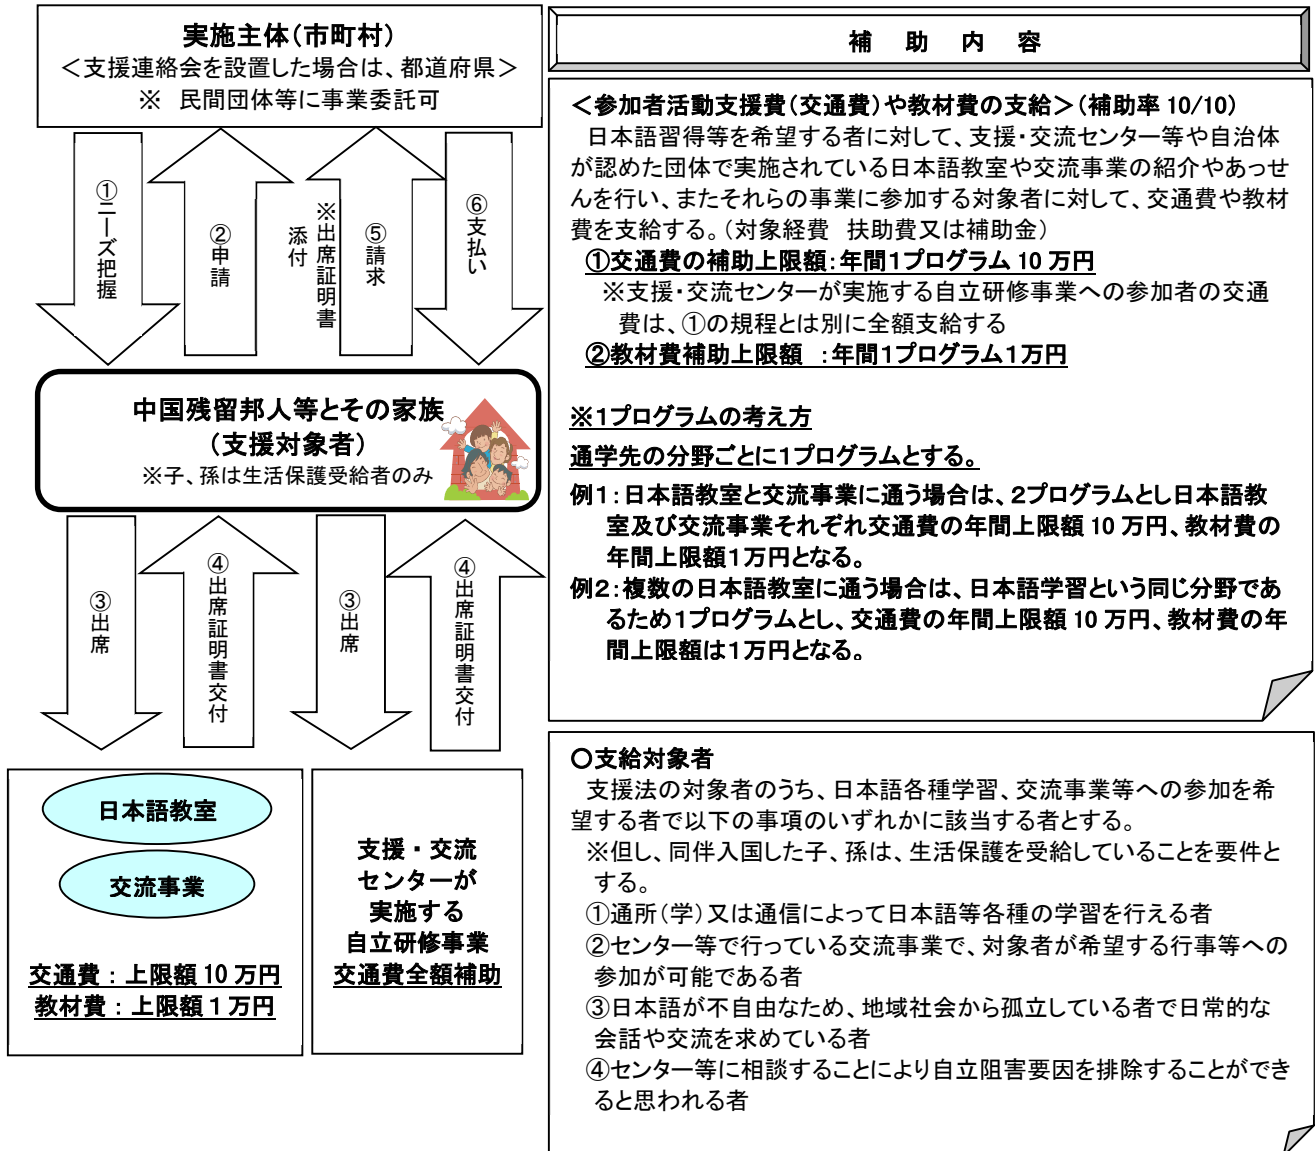 実施主体（市町村）
＜支援連絡会を設置した場合は、都道府県＞
※　民間団体等に事業委託可
①ニーズ把握
②申請
※出席証明書
添付
⑤請求
⑥支払い
中国残留邦人等とその家族
（支援対象者）
※子、孫は生活保護受給者のみ
③出席
④出席証明書交付
③出席
④出席証明書交付
日本語教室
交流事業
交通費：上限額 10 万円
教材費：上限額 1 万円
支援・交流
センターが
実施する
自立研修事業
交通費全額補助
補　助　内　容
＜参加者活動支援費（交通費）や教材費の支給＞（補助率 10/10）
日本語習得等を希望する者に対して、支援・交流センター等や自治体
が認めた団体で実施されている日本語教室や交流事業の紹介やあっせ
んを行い、またそれらの事業に参加する対象者に対して、交通費や教材
費を支給する。（対象経費　扶助費又は補助金）
①交通費の補助上限額：年間１プログラム 10 万円
※支援・交流センターが実施する自立研修事業への参加者の交通
費は、①の規程とは別に全額支給する
②教材費補助上限額　：年間１プログラム１万円
※１プログラムの考え方
通学先の分野ごとに１プログラムとする。
例１：日本語教室と交流事業に通う場合は、２プログラムとし日本語教
室及び交流事業それぞれ交通費の年間上限額 10 万円、教材費の
年間上限額１万円となる。
例２：複数の日本語教室に通う場合は、日本語学習という同じ分野であ
るため１プログラムとし、交通費の年間上限額 10 万円、教材費の年
間上限額は１万円となる。
○支給対象者
支援法の対象者のうち、日本語各種学習、交流事業等への参加を希
望する者で以下の事項のいずれかに該当する者とする。
※但し、同伴入国した子、孫は、生活保護を受給していることを要件と
する。
①通所（学）又は通信によって日本語等各種の学習を行える者
②センター等で行っている交流事業で、対象者が希望する行事等への
参加が可能である者
③日本語が不自由なため、地域社会から孤立している者で日常的な
会話や交流を求めている者
④センター等に相談することにより自立阻害要因を排除することができ
ると思われる者